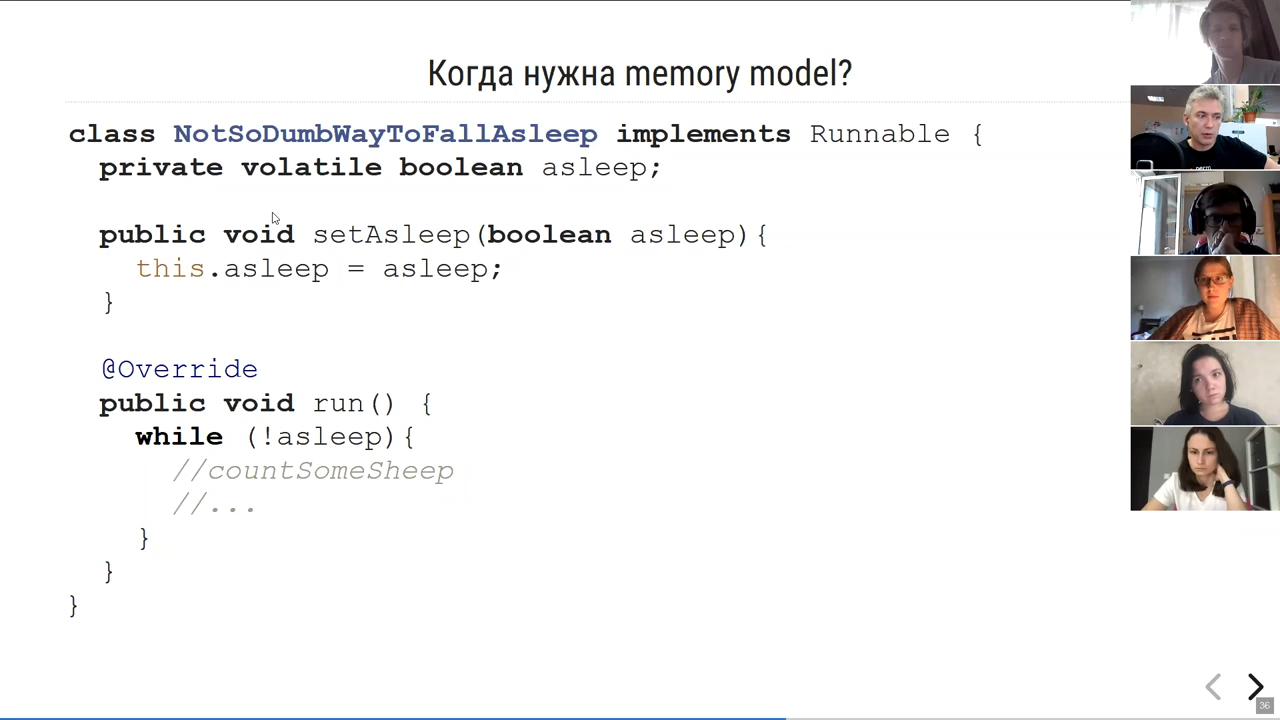 Когда нужна memory model?
class NotSoDumbWayToFallAsleep implements Runnable {
private volatile boolean asleep;
public void setAsleep(boolean asleep){
this.asleep = asleep;
}
@Override
public void run() {
while (!asleep){
//countSomeSheep
//...
}
}
}
36